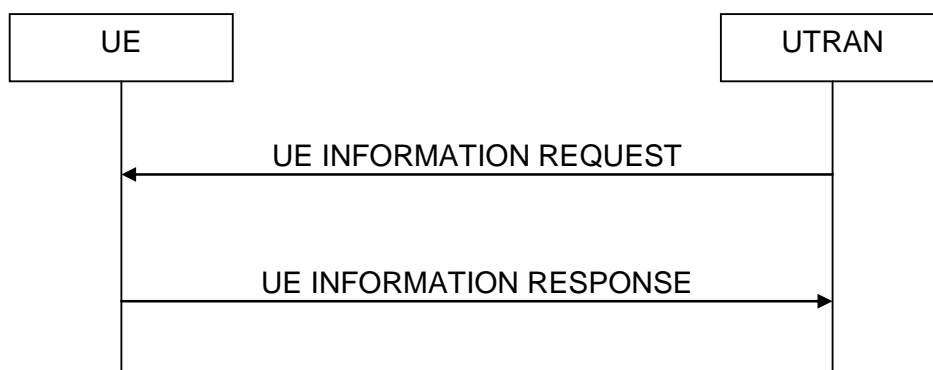 UE
UTRAN
UE INFORMATION REQUEST
UE INFORMATION RESPONSE